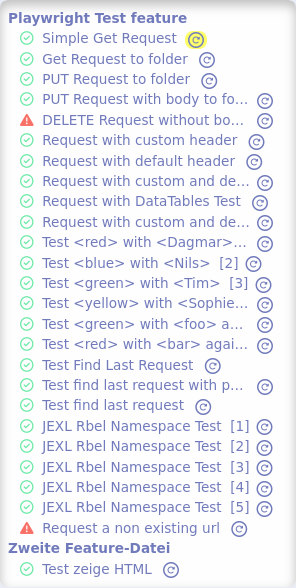 Playwright Test feature
Simple Get Request
Get Request to folder
PUT Request to folder
PUT Request with body to fo...
DELETE Request without bo...
Request with custom header
Request with default header
Request with custom and de...
Request with DataTables Test
Request with custom and de...
Test <red> with <Dagmar>...
Test <blue> with <Nils> [2]
Test <green> with <Tim> [3]
Test <yellow> with <Sophie...
Test <green> with <foo> a...
Test <red> with <bar> agai...
Test Find Last Request
Test find last request with p...
Test find last request
JEXL Rbel Namespace Test [1]
JEXL Rbel Namespace Test [2]
JEXL Rbel Namespace Test [3]
JEXL Rbel Namespace Test [4]
JEXL Rbel Namespace Test [5]
Request a non existing url
Zweite Feature-Datei
Test zeige HTML